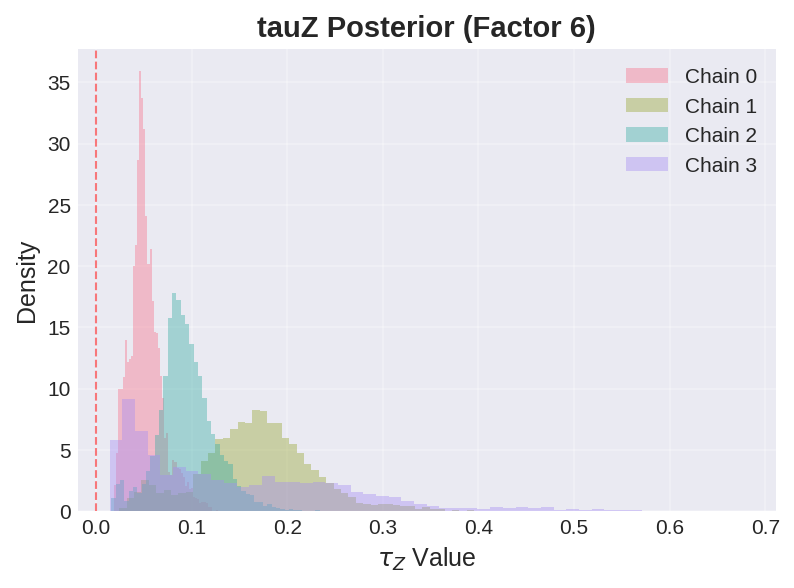 tauZ Posterior (Factor 6)
Chain 0
Chain 1
Chain 2
Chain 3
Density
35
30
25
20
15
10
5
0
0.0 0.1 0.2 0.3 0.4 0.5 0.6 0.7
τ_Z Value